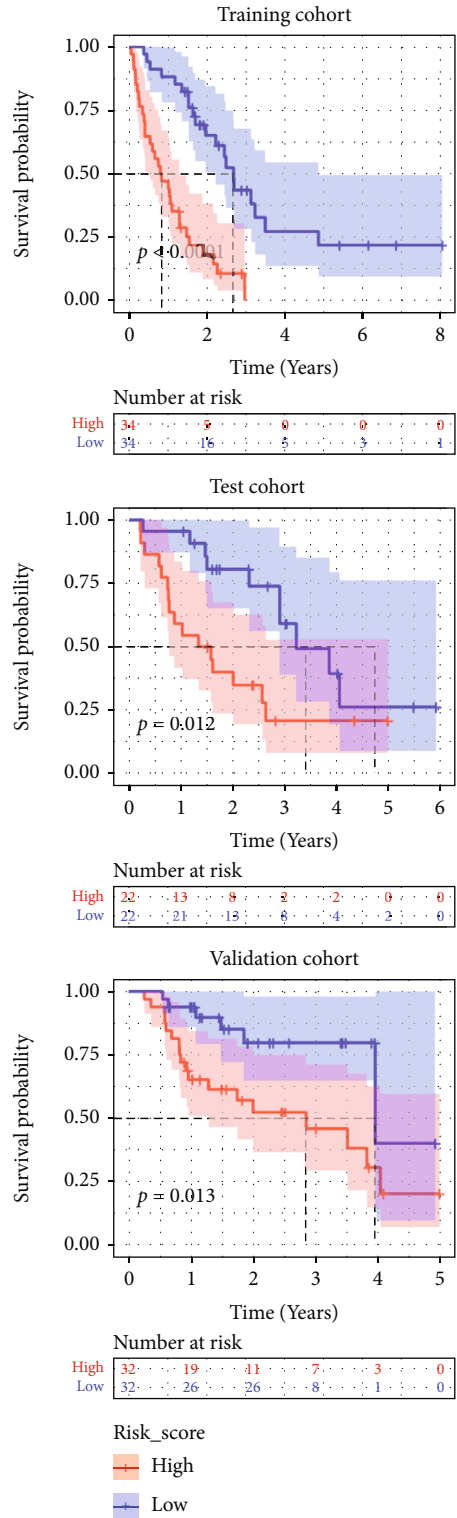 Training cohort
1.00
0.75
0.50
0.25
0.00
Survival probability
p < 0.0001
0 2 4 6 8
Time (Years)
Number at risk
High 34 5 0 0 0
Low 34 16 5 3 1
Test cohort
1.00
0.75
0.50
0.25
0.00
Survival probability
p = 0.012
0 1 2 3 4 5 6
Time (Years)
Number at risk
High 22 13 8 2 2 0 0
Low 22 21 13 8 4 2 0
Validation cohort
1.00
0.75
0.50
0.25
0.00
Survival probability
p = 0.013
0 1 2 3 4 5
Time (Years)
Number at risk
High 32 19 11 7 3 0
Low 32 26 26 8 1 0
Risk_score
High
Low